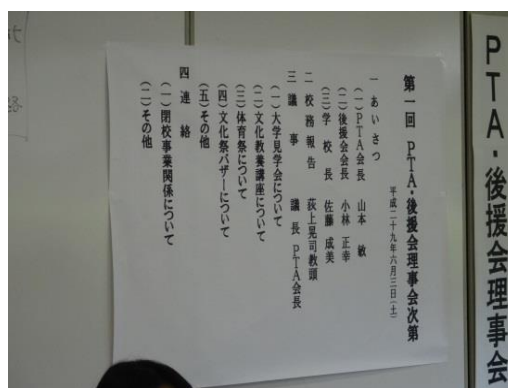 PTA・後援会理事会
第一回 PTA・後援会理事会次第
平成二十九年六月三日(土)
一 あいさつ
(一)PTA会長 山本 敏
(二)後援会会長 小林 正幸
(三)学校長 佐藤 成美
二 校務報告 荻上晃司教頭
三 議事 議長 PTA会長
(一)大学見学会について
(二)文化教養講座について
(三)体育祭について
(四)文化祭バザーについて
(五)その他
四 連絡
(一)閉校事業関係について
(二)その他